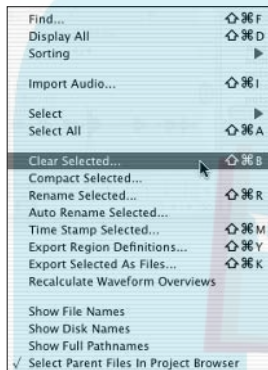 Find... ⇧⌘F
Display All ⇧⌘D
Sorting ▶
Import Audio... ⇧⌘I
Select ▶
Select All ⇧⌘A
Clear Selected... ⇧⌘B
Compact Selected...
Rename Selected... ⇧⌘R
Auto Rename Selected...
Time Stamp Selected... ⇧⌘M
Export Region Definitions... ⇧⌘Y
Export Selected As Files... ⇧⌘K
Recalculate Waveform Overviews
Show File Names
Show Disk Names
Show Full Pathnames
√ Select Parent Files In Project Browser